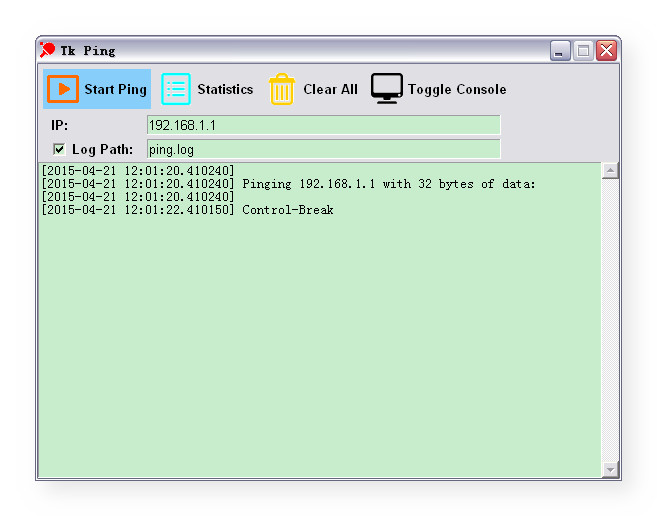 Tk Ping
Start Ping Statistics Clear All Toggle Console
IP: 192.168.1.1
Log Path: ping.log
[2015-04-21 12:01:20.410240]
[2015-04-21 12:01:20.410240] Pinging 192.168.1.1 with 32 bytes of data:
[2015-04-21 12:01:20.410240]
[2015-04-21 12:01:22.410150] Control-Break